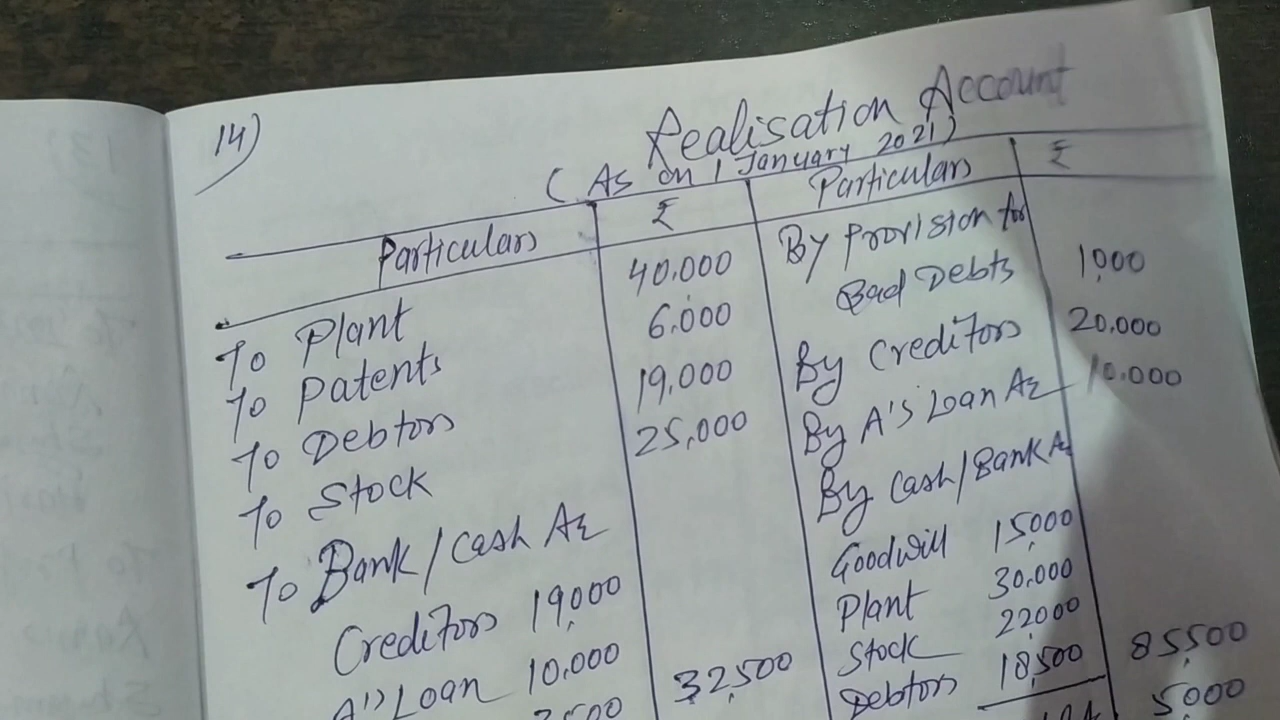 14)
Realisation Account
(As on 1 January 2021)
Particulars ₹ Particulars ₹
To Plant 40,000 By Provision for
Bad Debts 1,000
To Patents 6,000 By Creditors 20,000
To Debtors 19,000 By A's Loan A/c 10,000
To Stock 25,000 By Cash/Bank A/c
To Bank/Cash A/c Goodwill 15,000
Creditors 19,000 Plant 30,000
A's Loan 10,000 32,500 Stock 22000
Debtors 18,500 85,500
5,000